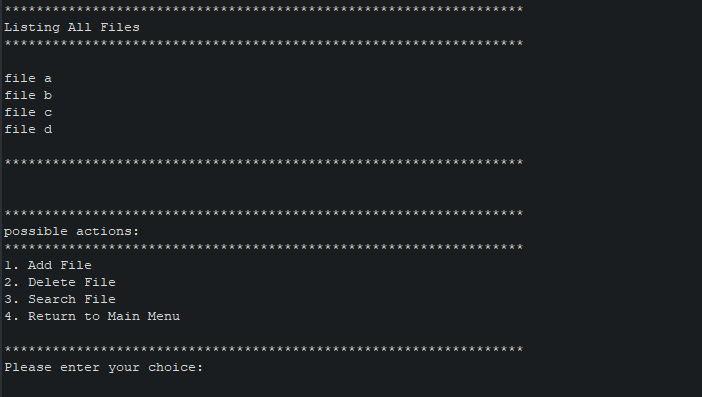 *****************************************************************
Listing All Files
*****************************************************************
file a
file b
file c
file d
*****************************************************************
*****************************************************************
possible actions:
*****************************************************************
1. Add File
2. Delete File
3. Search File
4. Return to Main Menu
*****************************************************************
Please enter your choice: